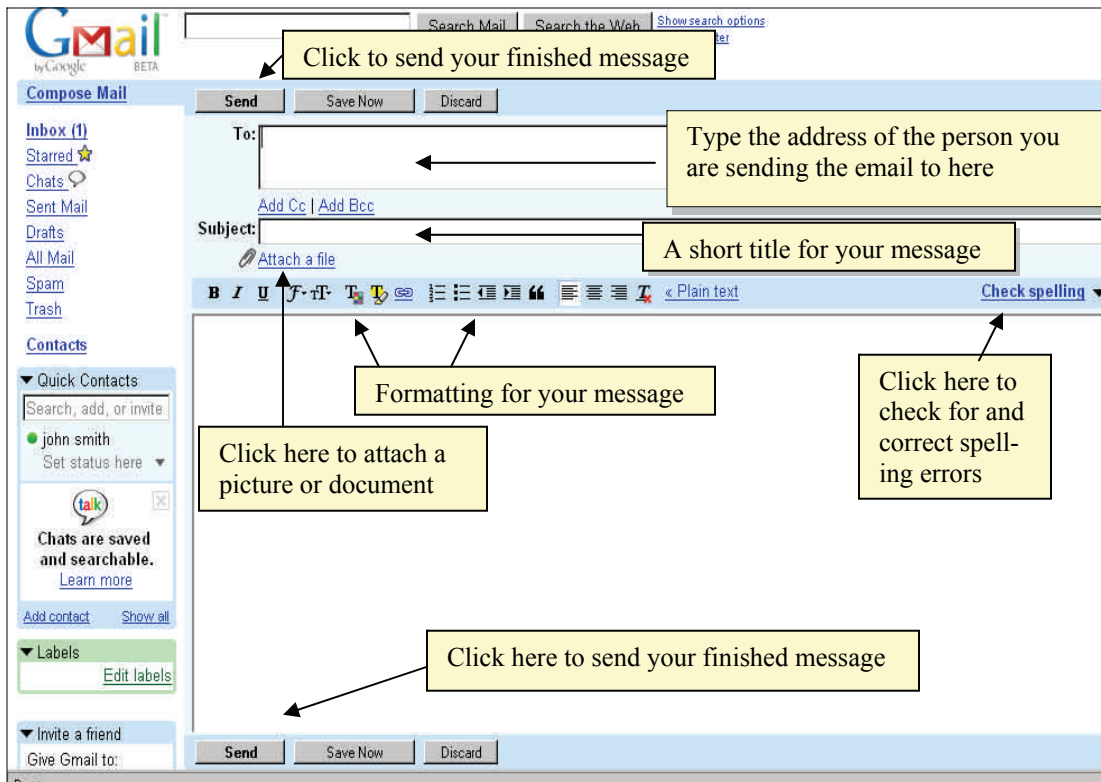 Gmail
by Google BETA
Search Mail Search the Web Show search options
Click to send your finished message
Compose Mail
Send Save Now Discard
Inbox (1)
Starred
Chats
Sent Mail
Drafts
All Mail
Spam
Trash
Contacts
To:
Type the address of the person you
are sending the email to here
Add Cc | Add Bcc
Subject:
A short title for your message
Attach a file
B I U « Plain text Check spelling
Formatting for your message
Click here to
check for and
correct spell-
ing errors
Click here to attach a
picture or document
Quick Contacts
Search, add, or invite
john smith
Set status here
talk
Chats are saved
and searchable.
Learn more
Add contact Show all
Labels
Edit labels
Click here to send your finished message
Invite a friend
Give Gmail to:
Send Save Now Discard